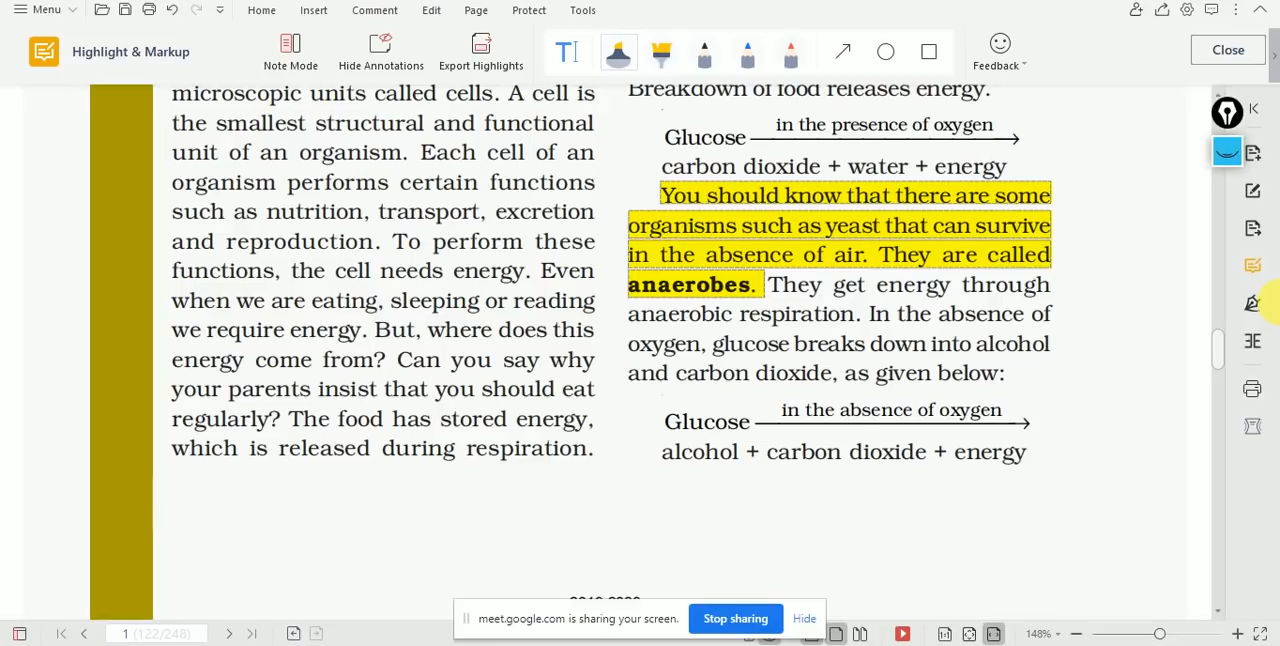 Menu
Home
Insert
Comment
Edit
Page
Protect
Tools
Highlight & Markup
Note Mode
Hide Annotations
Export Highlights
Feedback
Close
microscopic units called cells. A cell is
the smallest structural and functional
unit of an organism. Each cell of an
organism performs certain functions
such as nutrition, transport, excretion
and reproduction. To perform these
functions, the cell needs energy. Even
when we are eating, sleeping or reading
we require energy. But, where does this
energy come from? Can you say why
your parents insist that you should eat
regularly? The food has stored energy,
which is released during respiration.
Breakdown of food releases energy.
in the presence of oxygen
Glucose
carbon dioxide + water + energy
You should know that there are some
organisms such as yeast that can survive
in the absence of air. They are called
anaerobes. They get energy through
anaerobic respiration. In the absence of
oxygen, glucose breaks down into alcohol
and carbon dioxide, as given below:
in the absence of oxygen
Glucose
alcohol + carbon dioxide + energy
meet.google.com is sharing your screen.
Stop sharing
Hide
1 (122/248)
148%